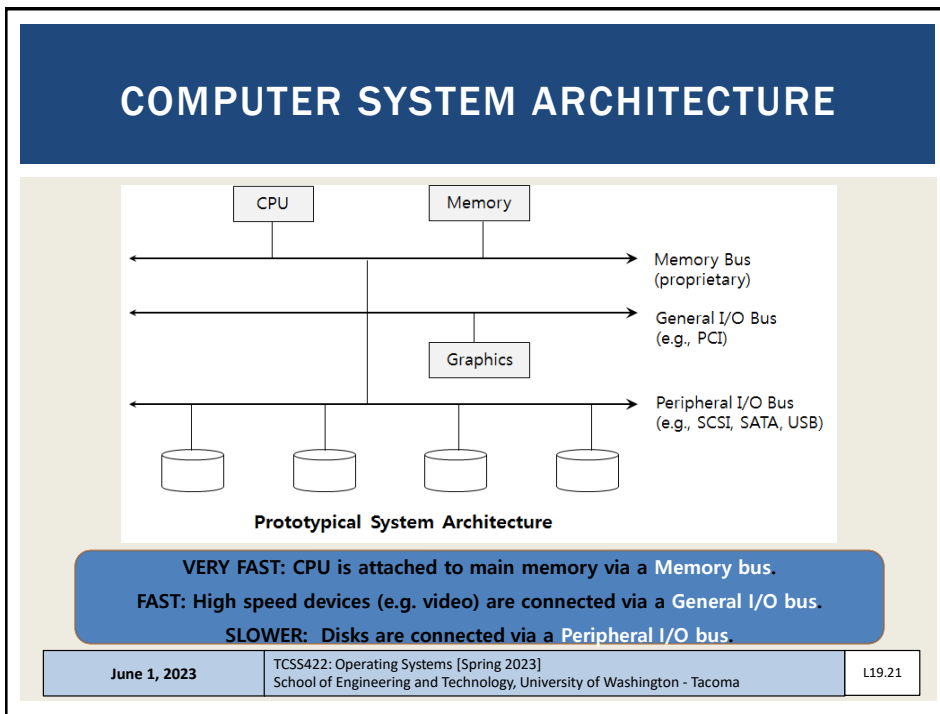 COMPUTER SYSTEM ARCHITECTURE
CPU
Memory
Memory Bus
(proprietary)
General I/O Bus
(e.g., PCI)
Graphics
Peripheral I/O Bus
(e.g., SCSI, SATA, USB)
Prototypical System Architecture
VERY FAST: CPU is attached to main memory via a Memory bus.
FAST: High speed devices (e.g. video) are connected via a General I/O bus.
SLOWER: Disks are connected via a Peripheral I/O bus.
June 1, 2023
TCSS422: Operating Systems [Spring 2023]
School of Engineering and Technology, University of Washington - Tacoma
L19.21